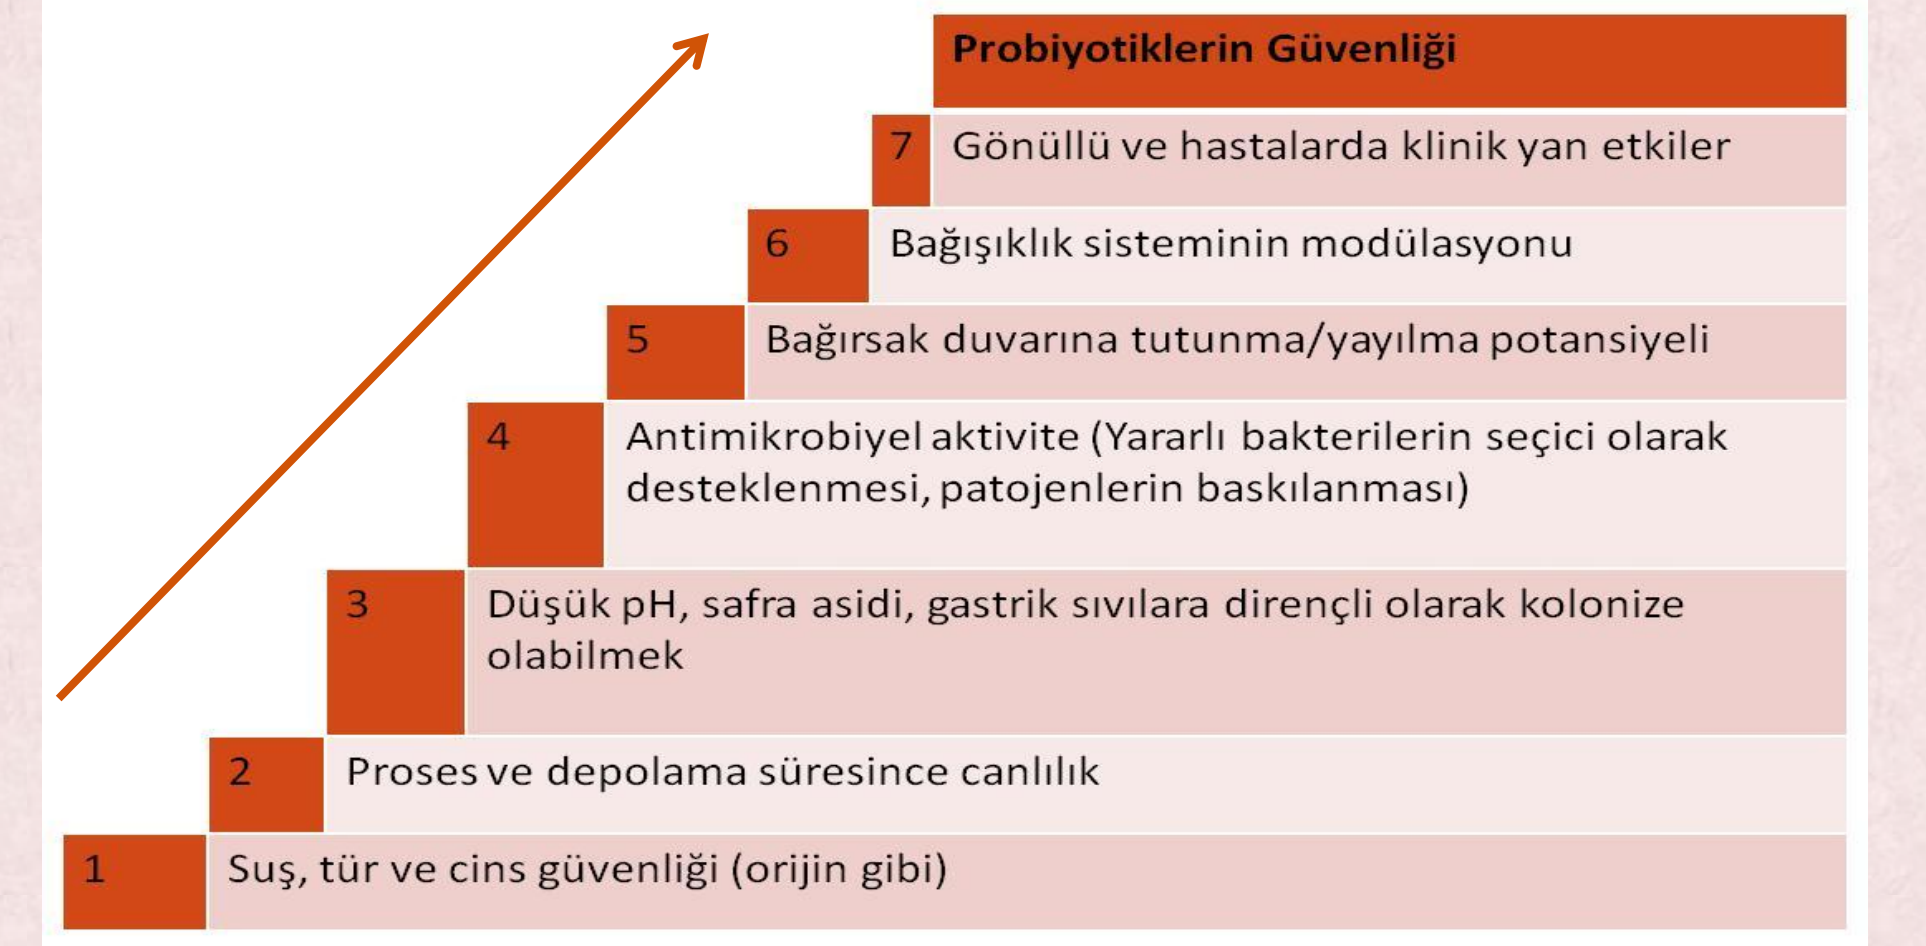 Probiyotiklerin Güvenliği
7 Gönüllü ve hastalarda klinik yan etkiler
6 Bağışıklık sisteminin modülasyonu
5 Bağırsak duvarına tutunma/yayılma potansiyeli
4 Antimikrobiyel aktivite (Yararlı bakterilerin seçici olarak
desteklenmesi, patojenlerin baskılanması)
3 Düşük pH, safra asidi, gastrik sıvılara dirençli olarak kolonize
olabilmek
2 Proses ve depolama süresince canlılık
1 Suş, tür ve cins güvenliği (orijin gibi)